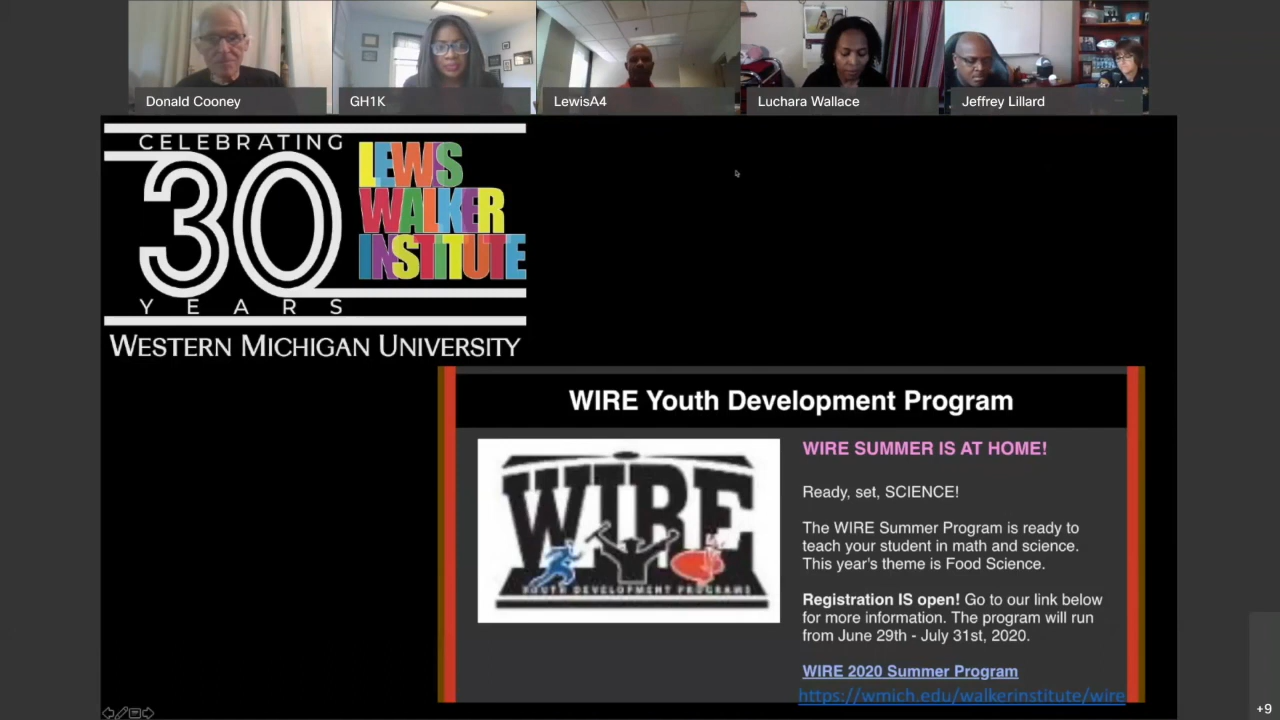 Donald Cooney
GH1K
LewisA4
Luchara Wallace
Jeffrey Lillard
CELEBRATING
30
YEARS
LEWIS
WALKER
INSTITUTE
WESTERN MICHIGAN UNIVERSITY
WIRE Youth Development Program
WIRE
YOUTH DEVELOPMENT PROGRAMS
WIRE SUMMER IS AT HOME!
Ready, set, SCIENCE!
The WIRE Summer Program is ready to
teach your student in math and science.
This year's theme is Food Science.
Registration IS open! Go to our link below
for more information. The program will run
from June 29th - July 31st, 2020.
WIRE 2020 Summer Program
https://wmich.edu/walkerinstitute/wire
+9